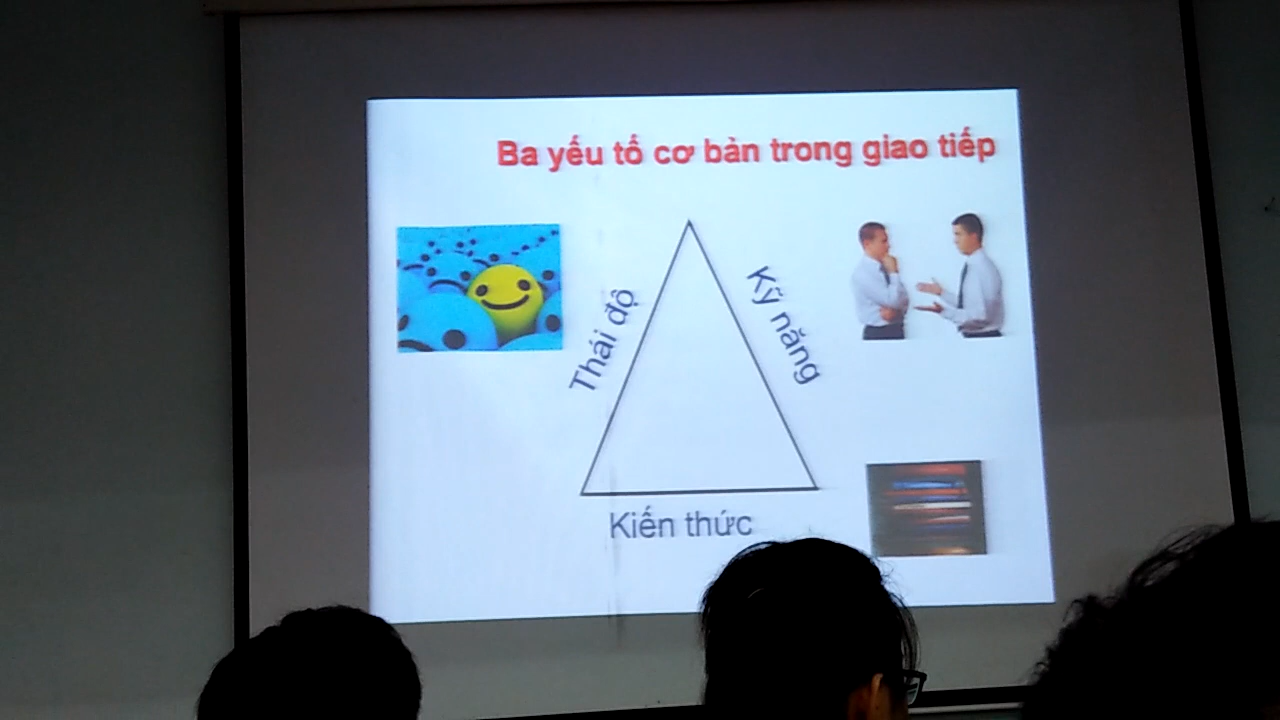 Ba yếu tố cơ bản trong giao tiếp
Thái độ
Kỹ năng
Kiến thức